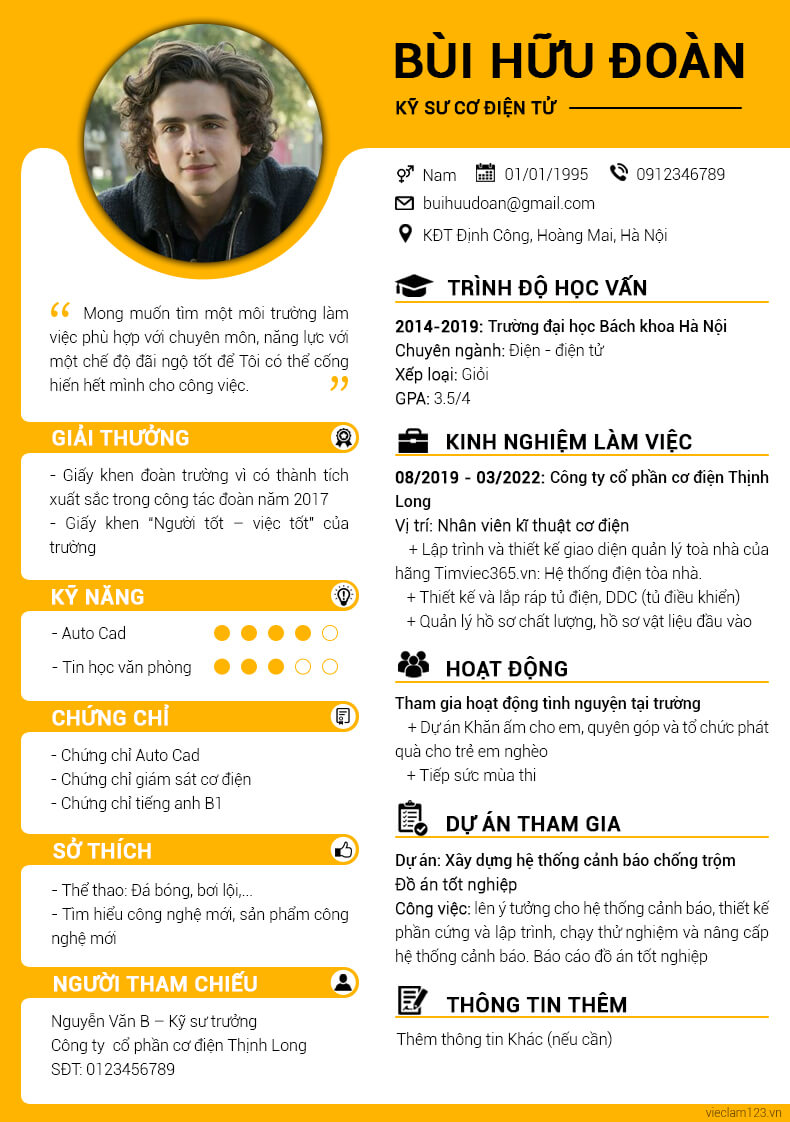 BÙI HỮU ĐOÀN
KỸ SƯ CƠ ĐIỆN TỬ
Nam 01/01/1995 0912346789
buihuudoan@gmail.com
KĐT Định Công, Hoàng Mai, Hà Nội
“ Mong muốn tìm một môi trường làm
việc phù hợp với chuyên môn, năng lực với
một chế độ đãi ngộ tốt để Tôi có thể cống
hiến hết mình cho công việc. ”
GIẢI THƯỞNG
- Giấy khen đoàn trường vì có thành tích
xuất sắc trong công tác đoàn năm 2017
- Giấy khen “Người tốt – việc tốt” của
trường
KỸ NĂNG
- Auto Cad
- Tin học văn phòng
CHỨNG CHỈ
- Chứng chỉ Auto Cad
- Chứng chỉ giám sát cơ điện
- Chứng chỉ tiếng anh B1
SỞ THÍCH
- Thể thao: Đá bóng, bơi lội,...
- Tìm hiểu công nghệ mới, sản phẩm công
nghệ mới
NGƯỜI THAM CHIẾU
Nguyễn Văn B – Kỹ sư trưởng
Công ty cổ phần cơ điện Thịnh Long
SĐT: 0123456789
TRÌNH ĐỘ HỌC VẤN
2014-2019: Trường đại học Bách khoa Hà Nội
Chuyên ngành: Điện - điện tử
Xếp loại: Giỏi
GPA: 3.5/4
KINH NGHIỆM LÀM VIỆC
08/2019 - 03/2022: Công ty cổ phần cơ điện Thịnh
Long
Vị trí: Nhân viên kĩ thuật cơ điện
+ Lập trình và thiết kế giao diện quản lý toà nhà của
hãng Timviec365.vn: Hệ thống điện tòa nhà.
+ Thiết kế và lắp ráp tủ điện, DDC (tủ điều khiển)
+ Quản lý hồ sơ chất lượng, hồ sơ vật liệu đầu vào
HOẠT ĐỘNG
Tham gia hoạt động tình nguyện tại trường
+ Dự án Khăn ấm cho em, quyên góp và tổ chức phát
quà cho trẻ em nghèo
+ Tiếp sức mùa thi
DỰ ÁN THAM GIA
Dự án: Xây dựng hệ thống cảnh báo chống trộm
Đồ án tốt nghiệp
Công việc: lên ý tưởng cho hệ thống cảnh báo, thiết kế
phần cứng và lập trình, chạy thử nghiệm và nâng cấp
hệ thống cảnh báo. Báo cáo đồ án tốt nghiệp
THÔNG TIN THÊM
Thêm thông tin Khác (nếu cần)
vieclam123.vn